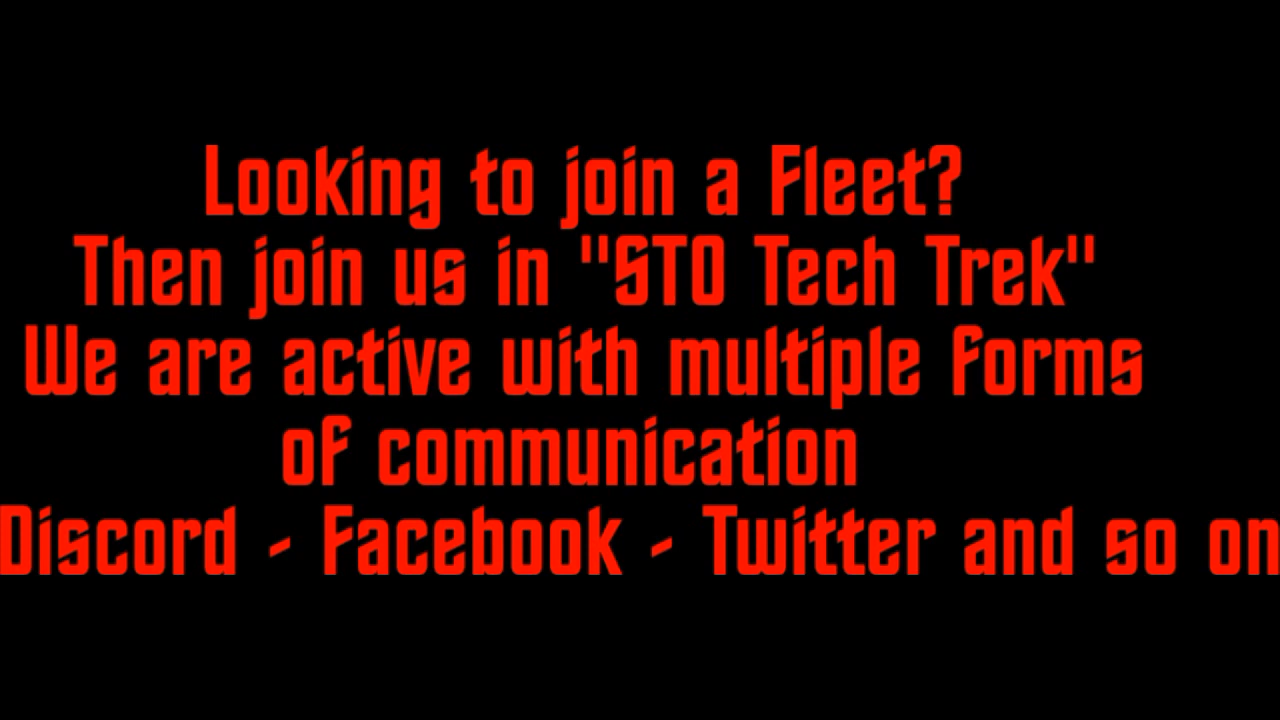 Looking to join a Fleet?
Then join us in "STO Tech Trek"
We are active with multiple forms
of communication
Discord - Facebook - Twitter and so on